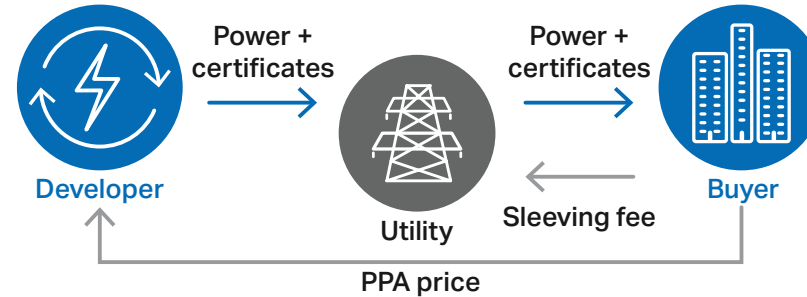 Power +
certificates
Power +
certificates
Developer
Utility
Buyer
Sleeving fee
PPA price